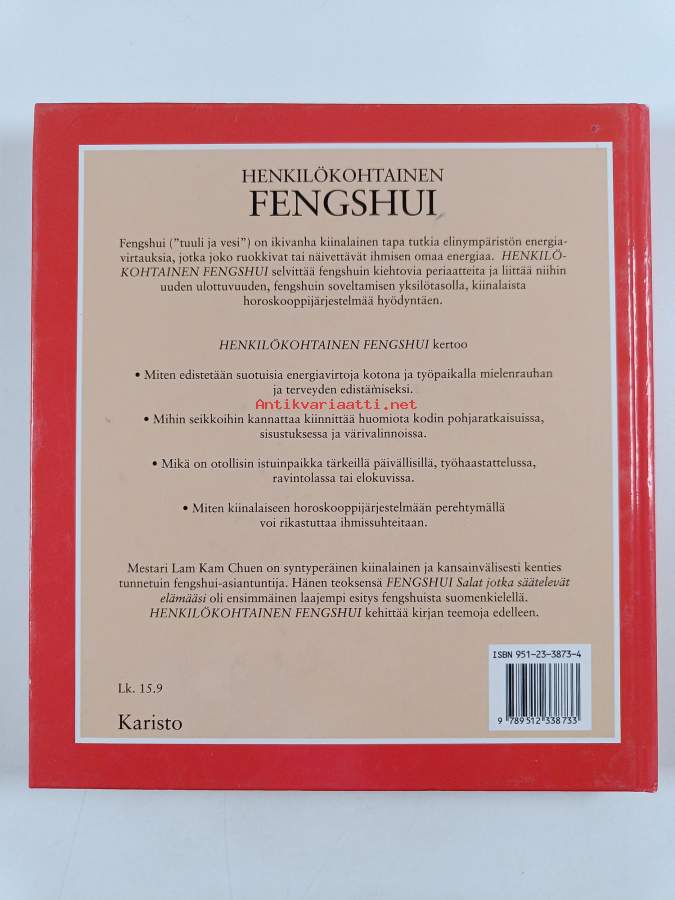 HENKILÖKOHTAINEN
FENGSHUI
Fengshui ("tuuli ja vesi") on ikivanha kiinalainen tapa tutkia elinympäristön energia-
virtauksia, jotka joko ruokkivat tai näivettävät ihmisen omaa energiaa. HENKILÖ-
KOHTAINEN FENGSHUI selvittää fengshuin kiehtovia periaatteita ja liittää niihin
uuden ulottuvuuden, fengshuin soveltamisen yksilötasolla, kiinalaista
horoskooppijärjestelmää hyödyntäen.
HENKILÖKOHTAINEN FENGSHUI kertoo
• Miten edistetään suotuisia energiavirtoja kotona ja työpaikalla mielenrauhan
ja terveyden edistämiseksi.
Antikvariaatti.net
• Mihin seikkoihin kannattaa kiinnittää huomiota kodin pohjaratkaisuissa,
sisustuksessa ja värivalinnoissa.
• Mikä on otollisin istuinpaikka tärkeillä päivällisillä, työhaastattelussa,
ravintolassa tai elokuvissa.
• Miten kiinalaiseen horoskooppijärjestelmään perehtymällä
voi rikastuttaa ihmissuhteitaan.
Mestari Lam Kam Chuen on syntyperäinen kiinalainen ja kansainvälisesti kenties
tunnetuin fengshui-asiantuntija. Hänen teoksensä FENGSHUI Salat jotka säätelevät
elämääsi oli ensimmäinen laajempi esitys fengshuista suomenkielellä.
HENKILÖKOHTAINEN FENGSHUI kehittää kirjan teemoja edelleen.
ISBN 951-23-3873-4
9 789512 338733
Lk. 15.9
Karisto